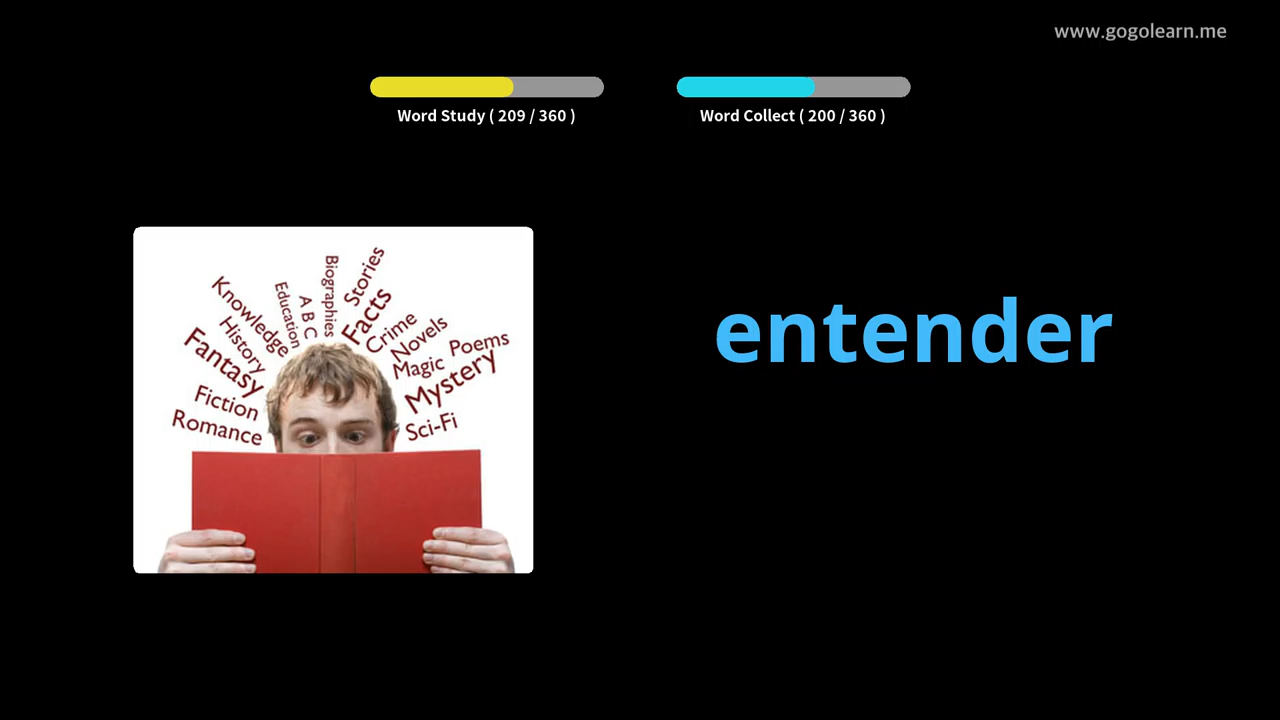 www.gogolearn.me
Word Study ( 209 / 360 )
Word Collect ( 200 / 360 )
Romance
Fiction
Fantasy
History
Knowledge
Education
A B C
Biographies
Stories
Facts
Crime
Novels
Magic
Poems
Mystery
Sci-Fi
entender